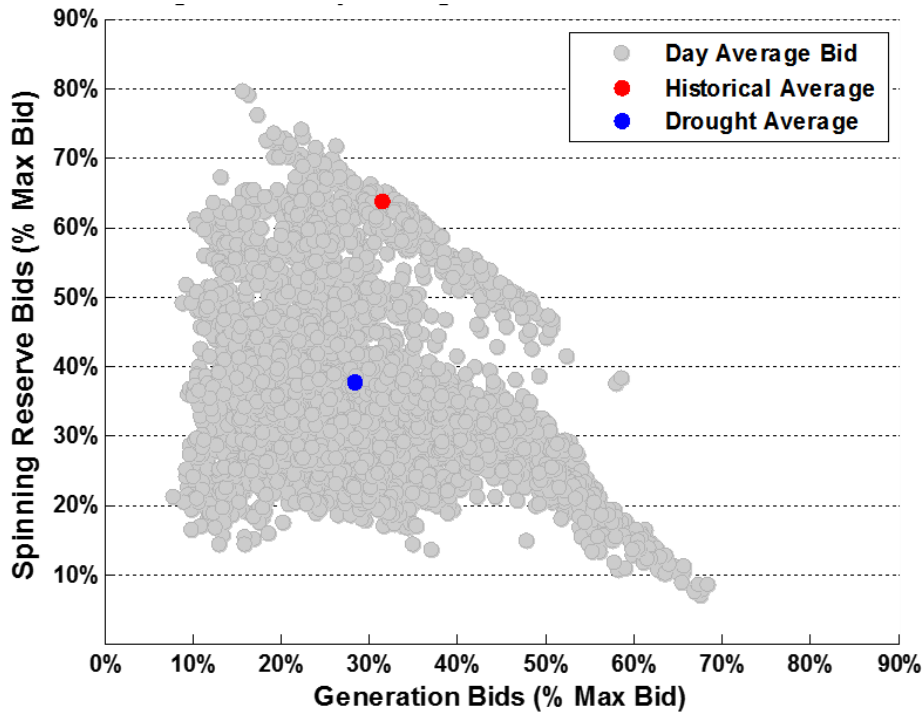 90%
80%
70%
60%
50%
40%
30%
20%
10%
Spinning Reserve Bids (% Max Bid)
Day Average Bid
Historical Average
Drought Average
0% 10% 20% 30% 40% 50% 60% 70% 80% 90%
Generation Bids (% Max Bid)